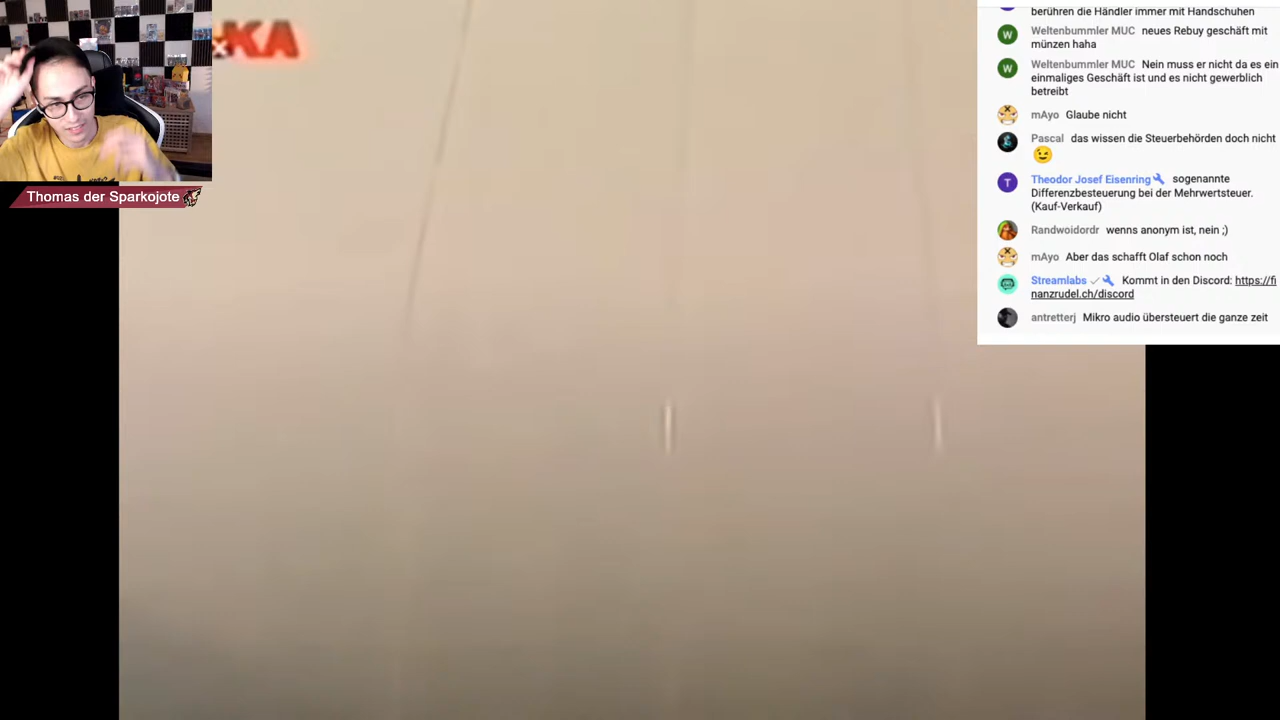 KA
Thomas der Sparkojote
berühren die Händler immer mit Handschuhen
Weltenbummler MUC neues Rebuy geschäft mit
münzen haha
Weltenbummler MUC Nein muss er nicht da es ein
einmaliges Geschäft ist und es nicht gewerblich
betreibt
mAyo Glaube nicht
Pascal das wissen die Steuerbehörden doch nicht
😉
Theodor Josef Eisenring sogenannte
Differenzbesteuerung bei der Mehrwertsteuer.
(Kauf-Verkauf)
Randwoidordr wenns anonym ist, nein ;)
mAyo Aber das schafft Olaf schon noch
Streamlabs Kommt in den Discord: https://fi
nanzrudel.ch/discord
antretterj Mikro audio übersteuert die ganze zeit